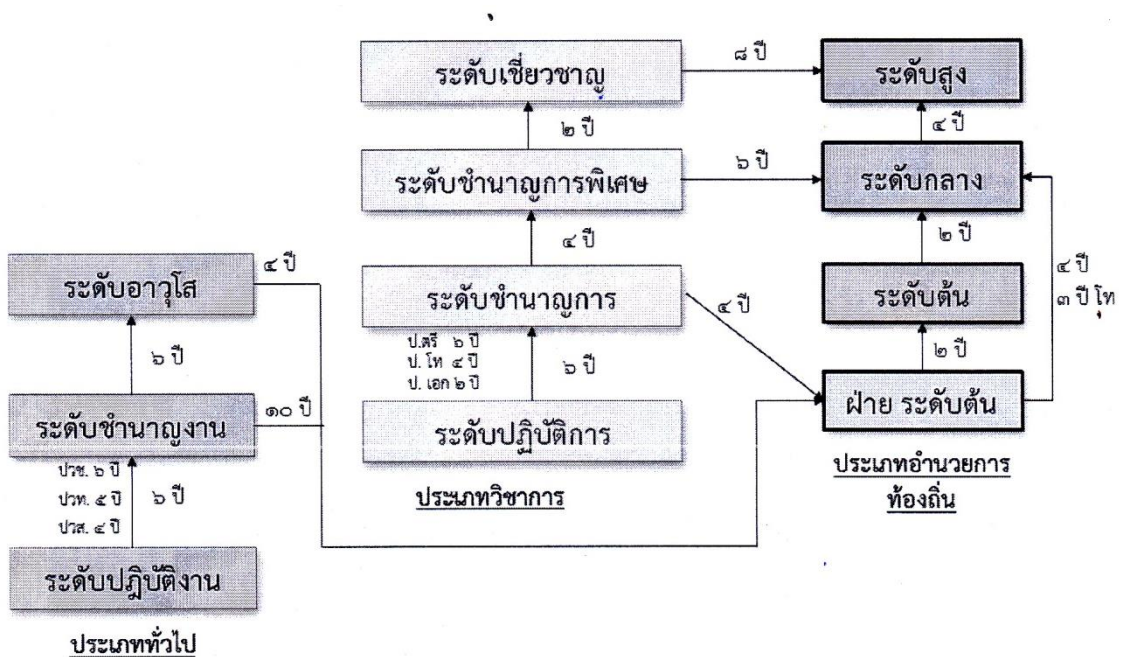 ระดับเชี่ยวชาญ
๘ ปี
ระดับสูง
๒ ปี
๔ ปี
ระดับชำนาญการพิเศษ
๖ ปี
ระดับกลาง
๔ ปี
๒ ปี
ระดับอาวุโส
๔ ปี
ระดับชำนาญการ
๔ ปี
ระดับต้น
๔ ปี
๓ ปี โท
๖ ปี
ป.ตรี ๖ ปี
ป. โท ๔ ปี
ป. เอก ๒ ปี
๖ ปี
๒ ปี
ระดับชำนาญงาน
๑๐ ปี
ระดับปฏิบัติการ
ฝ่าย ระดับต้น
ปวช. ๖ ปี
ปวท. ๕ ปี
ปวส. ๔ ปี
๖ ปี
ประเภทวิชาการ
ประเภทอำนวยการ
ท้องถิ่น
ระดับปฏิบัติงาน
ประเภททั่วไป